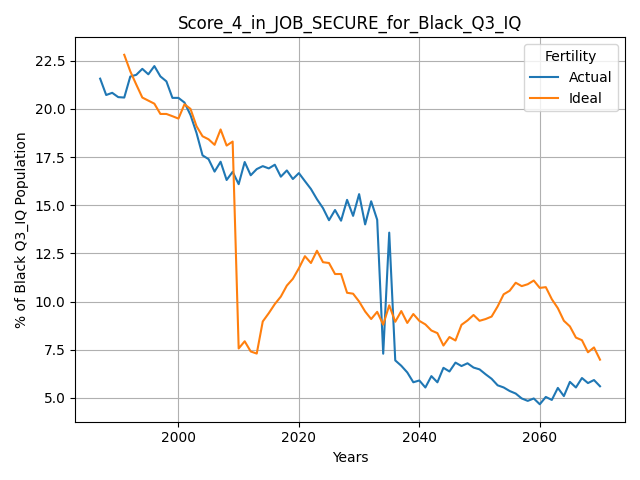 Score_4_in_JOB_SECURE_for_Black_Q3_IQ
% of Black Q3_IQ Population
22.5
20.0
17.5
15.0
12.5
10.0
7.5
5.0
Fertility
Actual
Ideal
2000
2020
2040
2060
Years